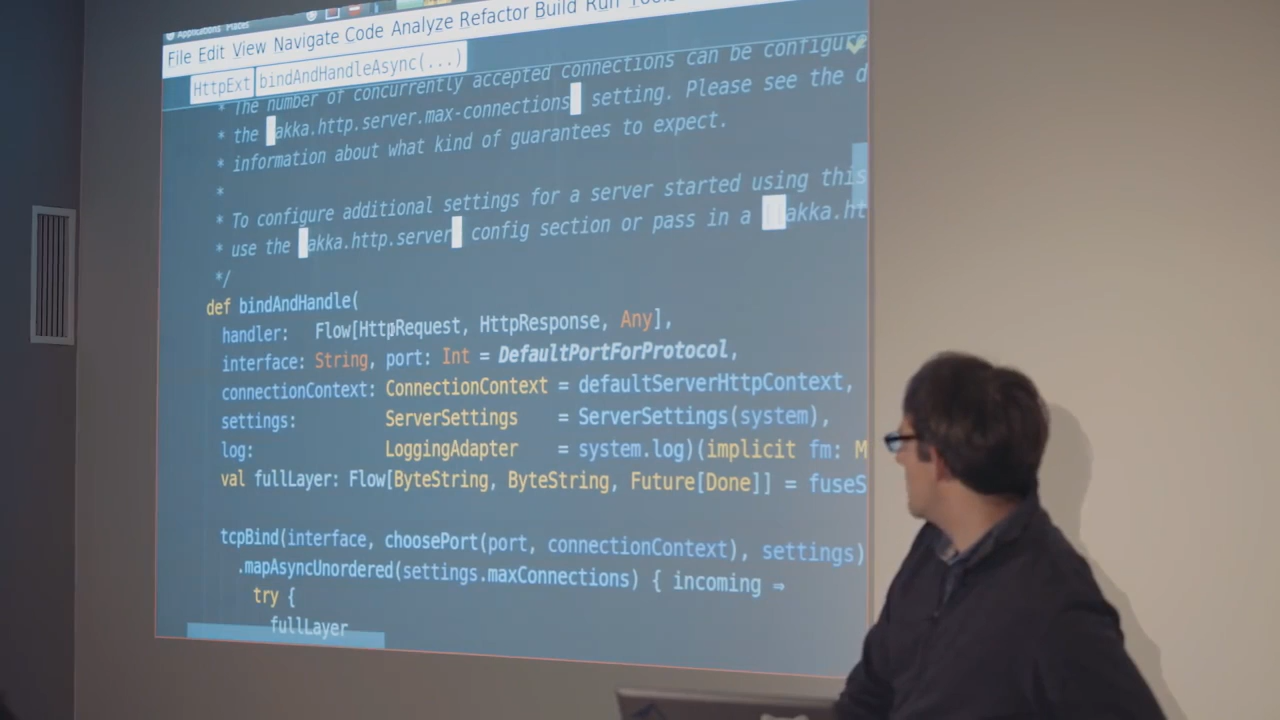 Applications Places
File Edit View Navigate Code Analyze Refactor Build Run Tools
HttpExt bindAndHandleAsync(...)
* The number of concurrently accepted connections can be configure
* the `akka.http.server.max-connections` setting. Please see the d
* information about what kind of guarantees to expect.
*
* To configure additional settings for a server started using this
* use the `akka.http.server` config section or pass in a [[akka.ht
*/
def bindAndHandle(
handler: Flow[HttpRequest, HttpResponse, Any],
interface: String, port: Int = DefaultPortForProtocol,
connectionContext: ConnectionContext = defaultServerHttpContext,
settings: ServerSettings = ServerSettings(system),
log: LoggingAdapter = system.log)(implicit fm: M
val fullLayer: Flow[ByteString, ByteString, Future[Done]] = fuseS
tcpBind(interface, choosePort(port, connectionContext), settings)
.mapAsyncUnordered(settings.maxConnections) { incoming ⇒
try {
fullLayer